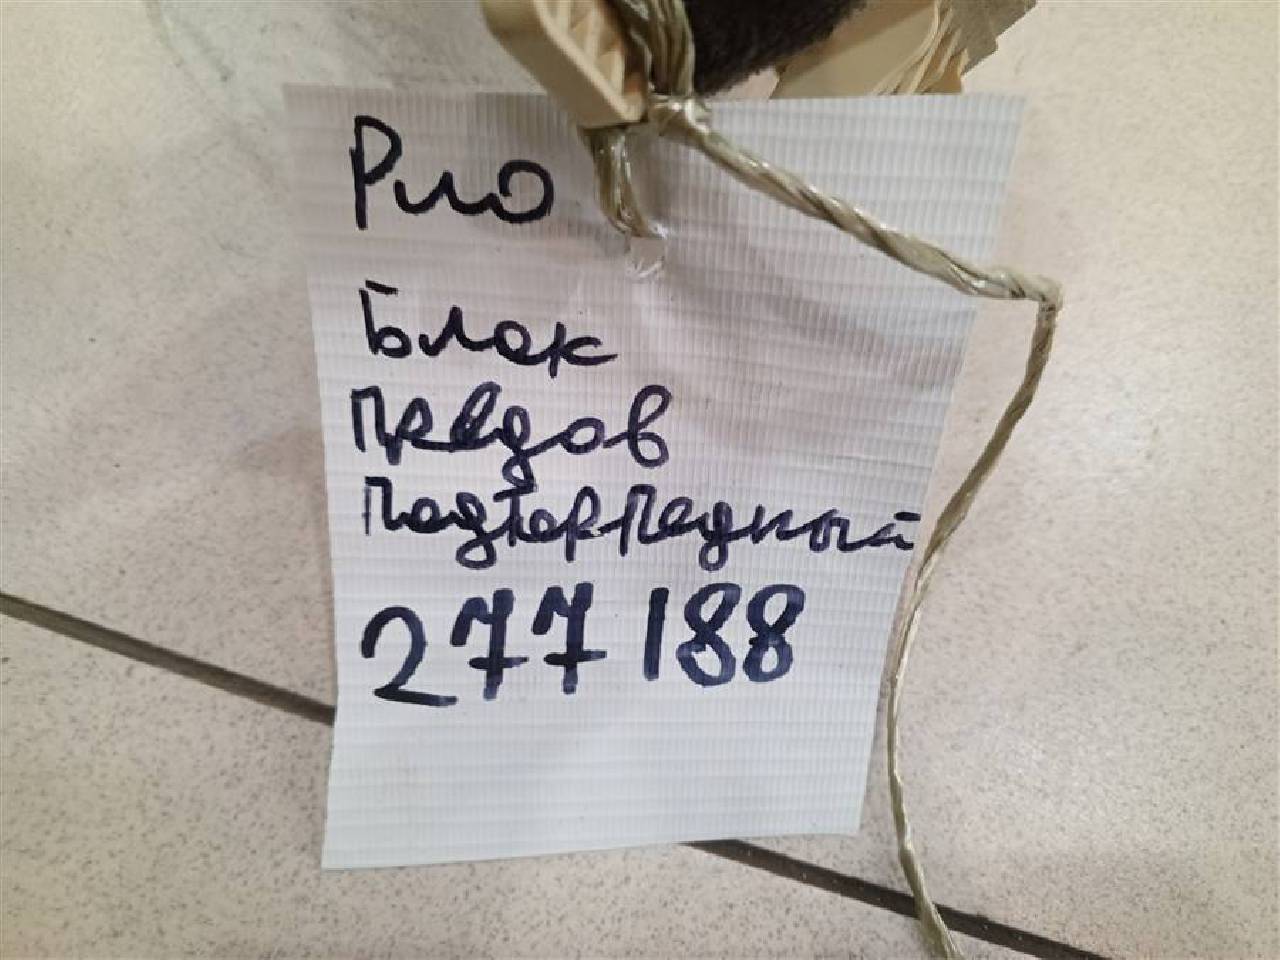 Рио
Блок
Предов
Подторпедный
277188